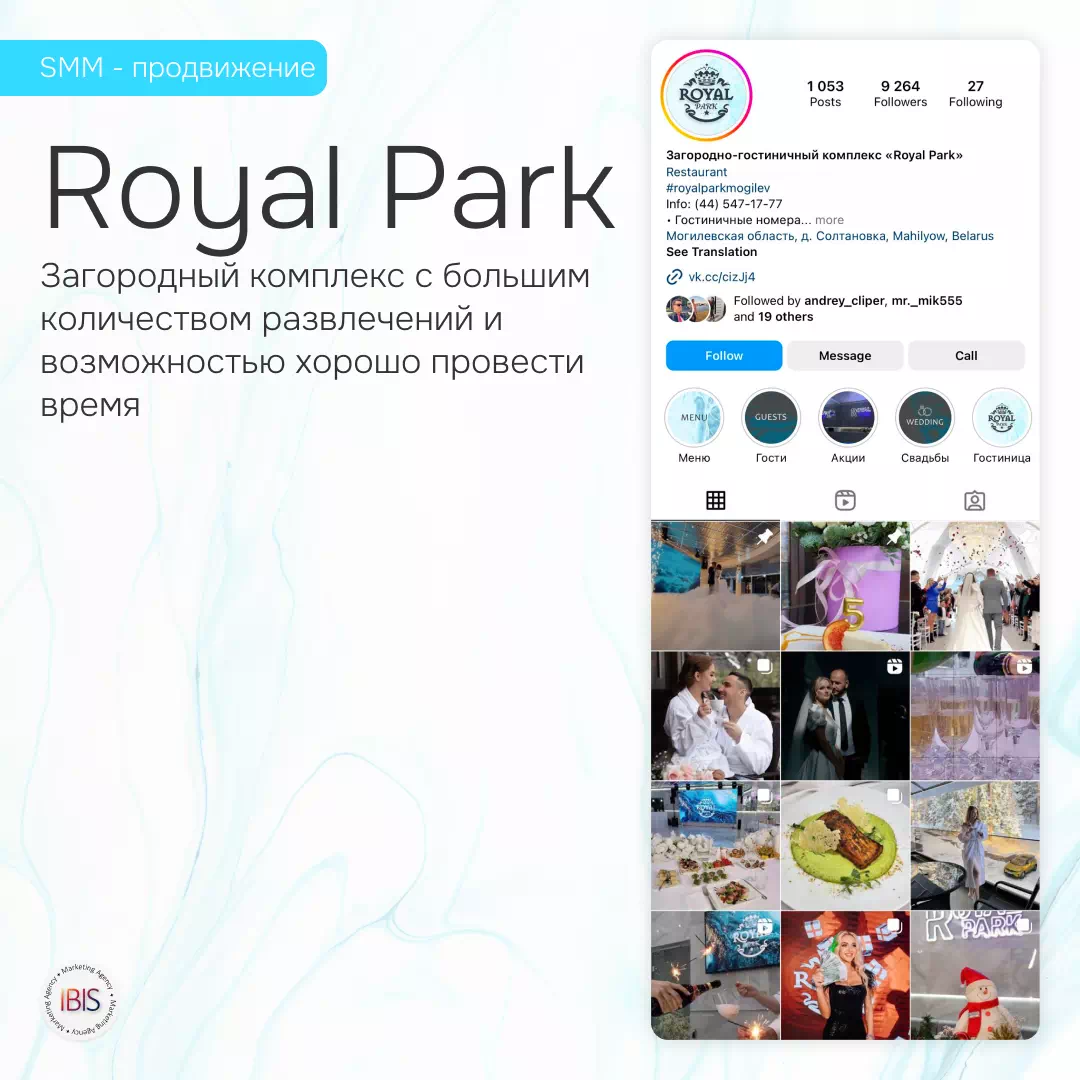 SMM - продвижение
Royal Park
Загородный комплекс с большим
количеством развлечений и
возможностью хорошо провести
время
ROYAL
PARK
1 053
Posts
9 264
Followers
27
Following
Загородно-гостиничный комплекс «Royal Park»
Restaurant
#royalparkmogilev
Info: (44) 547-17-77
• Гостиничные номера... more
Могилевская область, д. Солтановка, Mahilyow, Belarus
See Translation
vk.cc/cizJj4
Followed by andrey_cliper, mr._mik555
and 19 others
Follow
Message
Call
MENU
GUESTS
ROYAL
WEDDING
ROYAL
PARK
Меню
Гости
Акции
Свадьбы
Гостиница
5
ROYAL
ROYAL
R
ROYAL
PARK
IBIS
Marketing Agency • Marketing Agency • Marketing Agency •